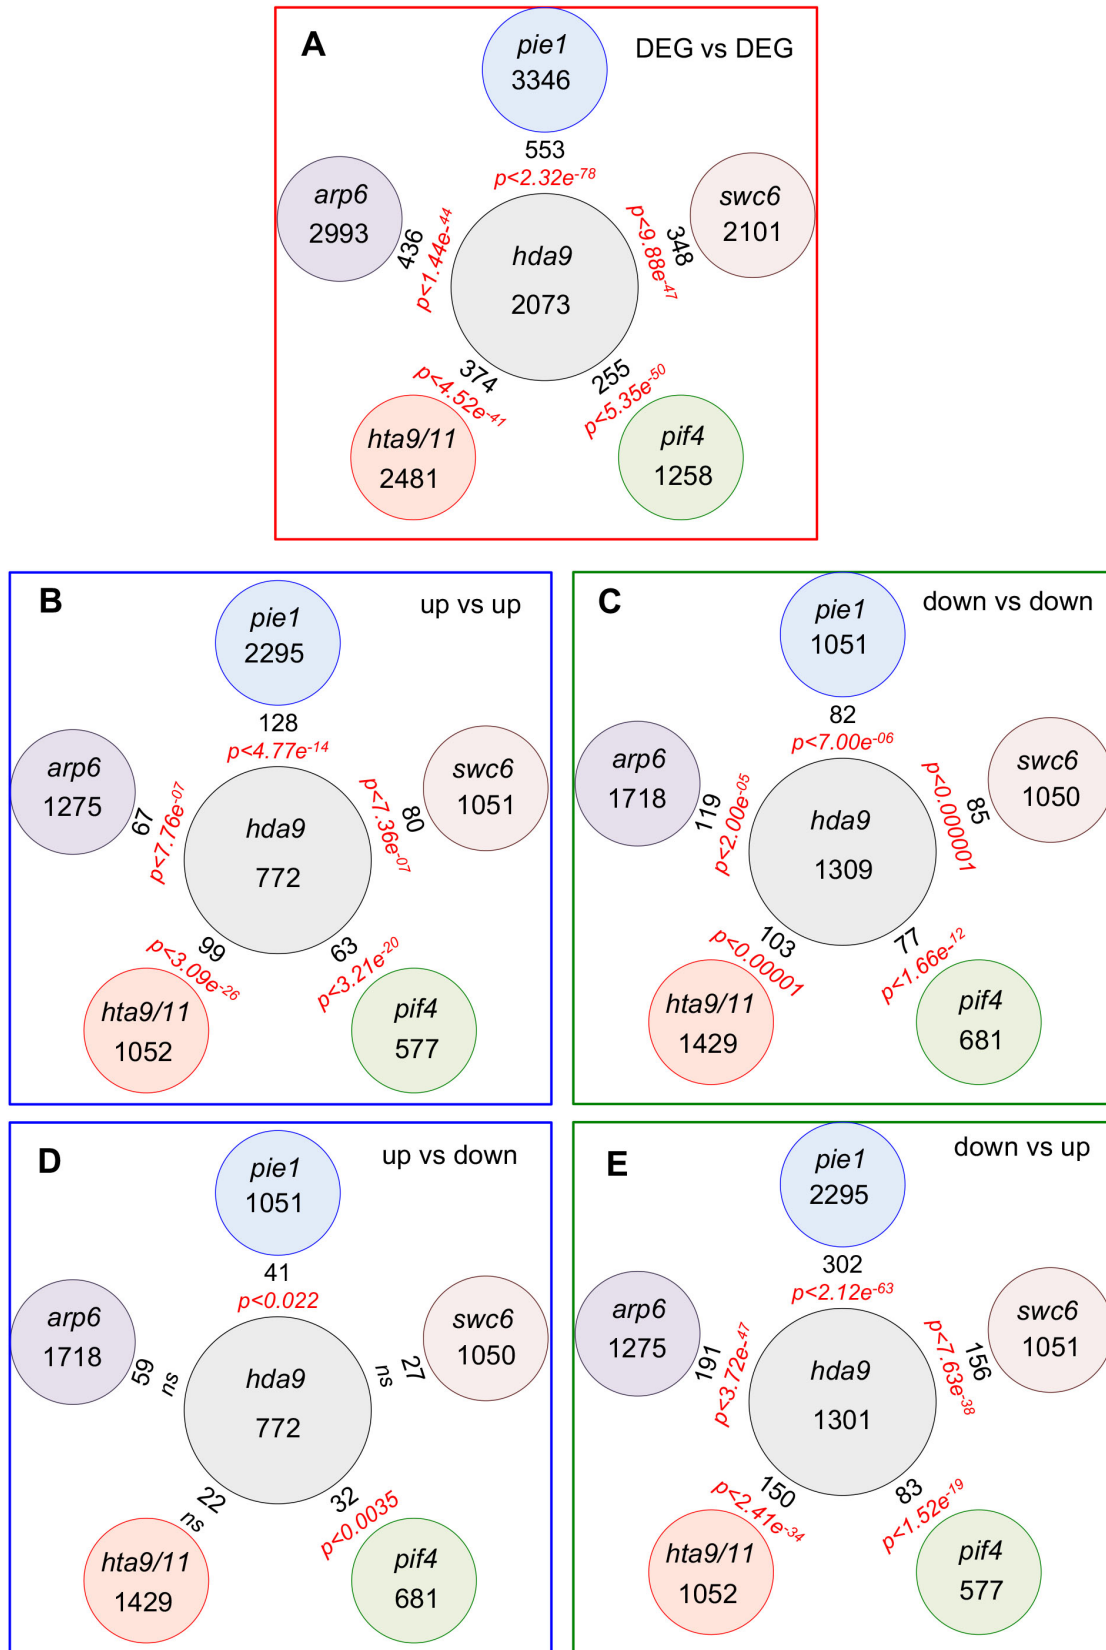 A
DEG vs DEG
pie1
3346
553
p<2.32e-78
arp6
2993
436
p<1.44e-44
swc6
2101
348
p<9.88e-47
hda9
2073
374
p<4.52e-41
255
p<5.35e-50
hta9/11
2481
pif4
1258
B
up vs up
pie1
2295
128
p<4.77e-14
arp6
1275
67
p<7.76e-07
swc6
1051
80
p<7.36e-07
hda9
772
99
p<3.09e-26
63
p<3.21e-20
hta9/11
1052
pif4
577
C
down vs down
pie1
1051
82
p<7.00e-06
arp6
1718
119
p<2.00e-05
swc6
1050
85
p<0.000001
hda9
1309
103
p<0.00001
77
p<1.66e-12
hta9/11
1429
pif4
681
D
up vs down
pie1
1051
41
p<0.022
arp6
1718
59
ns
swc6
1050
27
ns
hda9
772
22
ns
32
p<0.0035
hta9/11
1429
pif4
681
E
down vs up
pie1
2295
302
p<2.12e-63
arp6
1275
191
p<3.72e-47
swc6
1051
156
p<7.63e-38
hda9
1301
150
p<2.41e-34
83
p<1.52e-19
hta9/11
1052
pif4
577